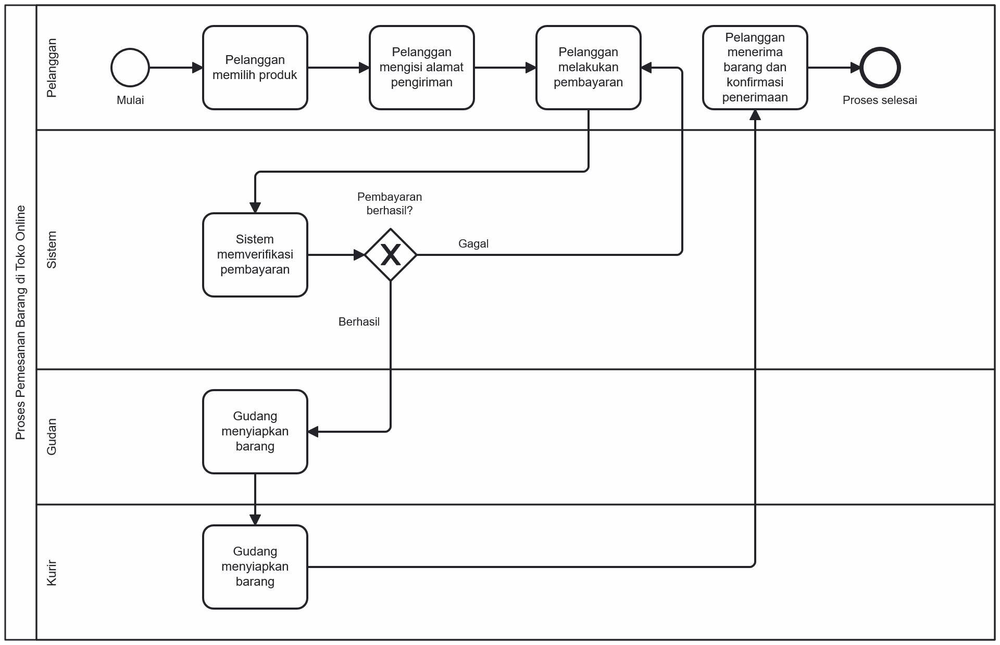 Proses Pemesanan Barang di Toko Online
Pelanggan
Mulai
Pelanggan
memilih produk
Pelanggan
mengisi alamat
pengiriman
Pelanggan
melakukan
pembayaran
Pelanggan
menerima
barang dan
konfirmasi
penerimaan
Proses selesai
Sistem
Sistem
memverifikasi
pembayaran
Pembayaran
berhasil?
X
Gagal
Berhasil
Gudan
Gudang
menyiapkan
barang
Kurir
Gudang
menyiapkan
barang